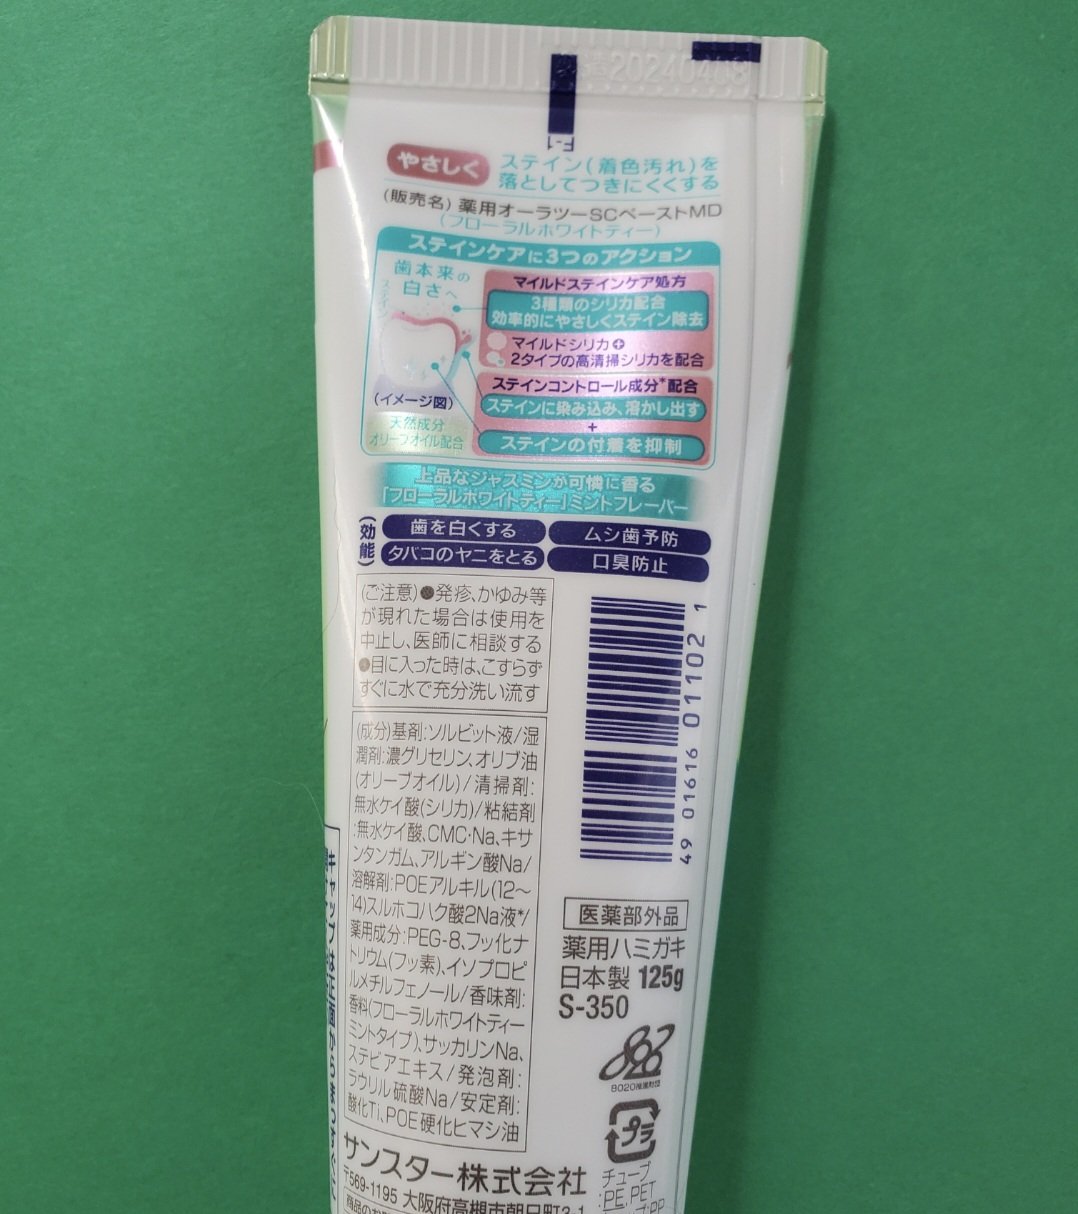 20240408
F-1
やさしく
ステイン(着色汚れ)を
落としてつきにくくする
(販売名) 薬用オーラツーSCペーストMD
(フローラルホワイトティー)
ステインケアに3つのアクション
歯本来の
白さへ
ステイン
(イメージ図)
天然成分
オリーブオイル配合
マイルドステインケア処方
3種類のシリカ配合
効率的にやさしくステイン除去
マイルドシリカ+
2タイプの高清掃シリカを配合
ステインコントロール成分*配合
ステインに染み込み、溶かし出す
+
ステインの付着を抑制
上品なジャスミンが可憐に香る
「フローラルホワイトティー」ミントフレーバー
(効能)
歯を白くする
ムシ歯予防
タバコのヤニをとる
口臭防止
(ご注意)●発疹、かゆみ等
が現れた場合は使用を
中止し、医師に相談する
●目に入った時は、こすらず
すぐに水で充分洗い流す
(成分)基剤:ソルビット液/湿
潤剤:濃グリセリン、オリブ油
(オリーブオイル)/清掃剤:
無水ケイ酸(シリカ)/粘結剤
:無水ケイ酸、CMC・Na、キサ
ンタンガム、アルギン酸Na/
溶解剤:POEアルキル(12〜
14)スルホコハク酸2Na液*/
薬用成分:PEG-8、フッ化ナ
トリウム(フッ素)、イソプロピ
ルメチルフェノール/香味剤:
香料(フローラルホワイトティー
ミントタイプ)、サッカリンNa、
ステビアエキス/発泡剤:
ラウリル硫酸Na/安定剤:
酸化Ti、POE硬化ヒマシ油
49 01616 01102 1
医薬部外品
薬用ハミガキ
日本製 125g
S-350
8020推進財団
プラ
チューブ
:PE,PET
サンスター株式会社
〒569-1195 大阪府高槻市朝日町3-1